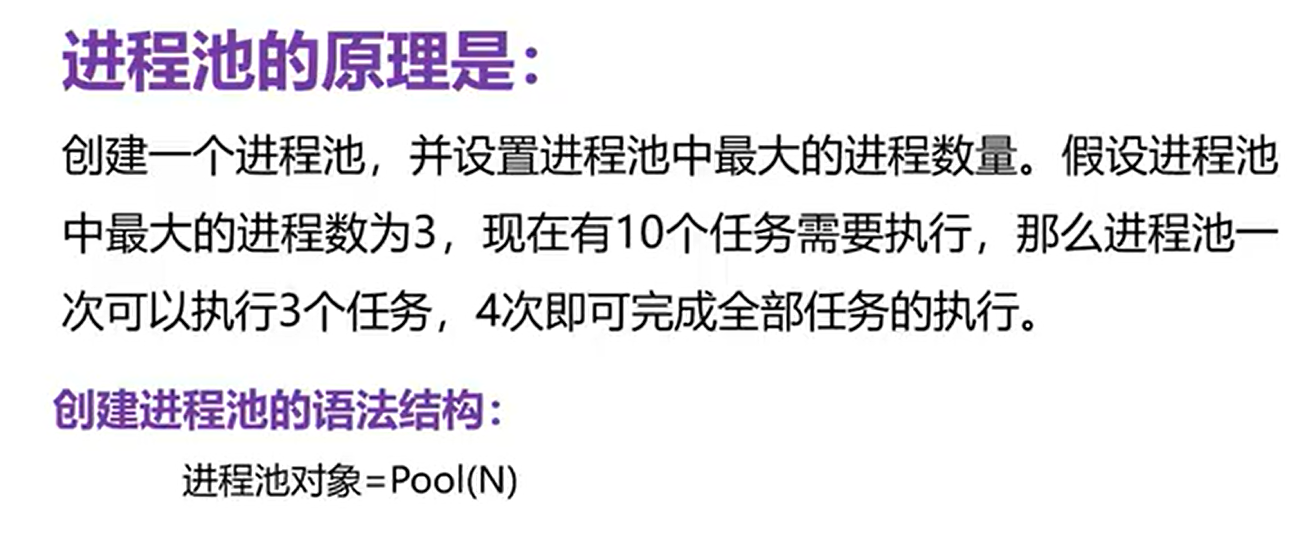 进程池的原理是：
创建一个进程池，并设置进程池中最大的进程数量。假设进程池
中最大的进程数为3，现在有10个任务需要执行，那么进程池一
次可以执行3个任务，4次即可完成全部任务的执行。
创建进程池的语法结构：
进程池对象=Pool(N)